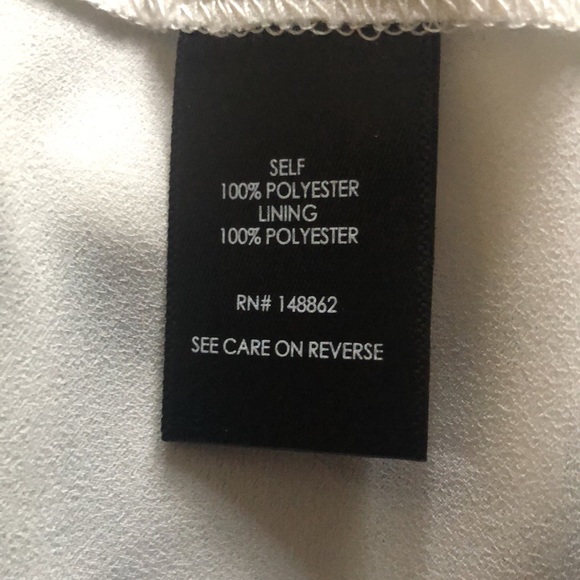 SELF
100% POLYESTER
LINING
100% POLYESTER
RN# 148862
SEE CARE ON REVERSE